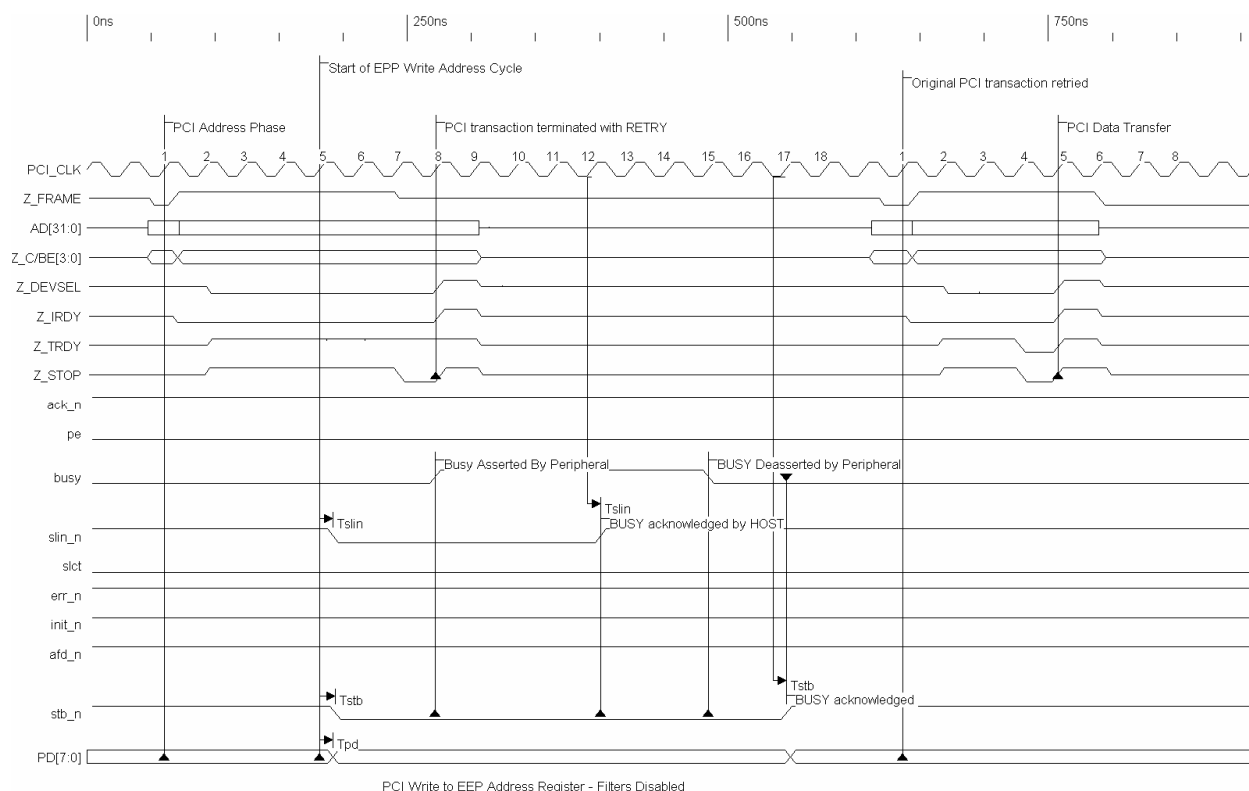 0ns 250ns 500ns 750ns
Start of EPP Write Address Cycle
Original PCI transaction retried
PCI Address Phase PCI transaction terminated with RETRY PCI Data Transfer
PCI_CLK 1 2 3 4 5 6 7 8 9 10 11 12 13 14 15 16 17 18 1 2 3 4 5 6 7 8
Z_FRAME
AD[31:0]
Z_C/BE[3:0]
Z_DEVSEL
Z_IRDY
Z_TRDY
Z_STOP
ack_n
pe
Busy Asserted By Peripheral BUSY Deasserted by Peripheral
busy
Tslin
Tslin BUSY acknowledged by HOST
slin_n
slct
err_n
init_n
afd_n
Tstb
Tstb BUSY acknowledged
stb_n
Tpd
PD[7:0]
PCI Write to EEP Address Register - Filters Disabled